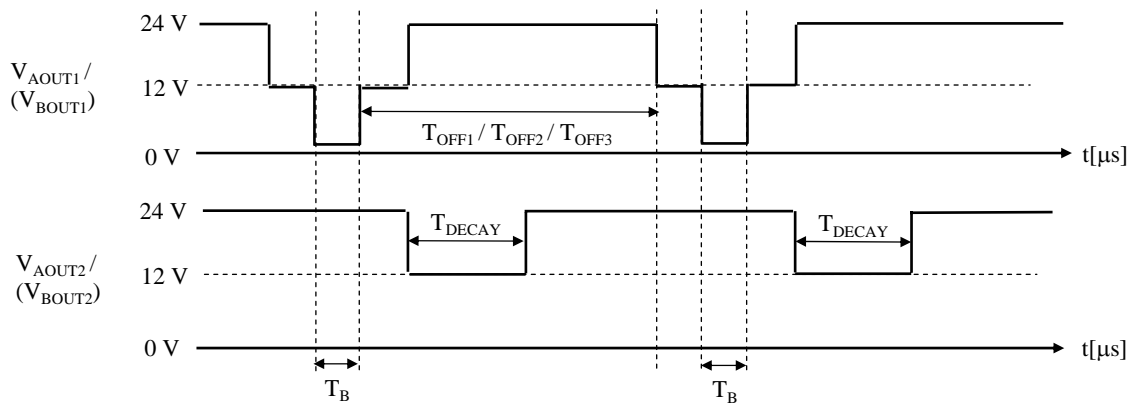 24 V
V_AOUT1 /
(V_BOUT1)
12 V
T_OFF1 / T_OFF2 / T_OFF3
0 V
t[µs]
24 V
T_DECAY
T_DECAY
V_AOUT2 /
(V_BOUT2)
12 V
0 V
t[µs]
T_B
T_B